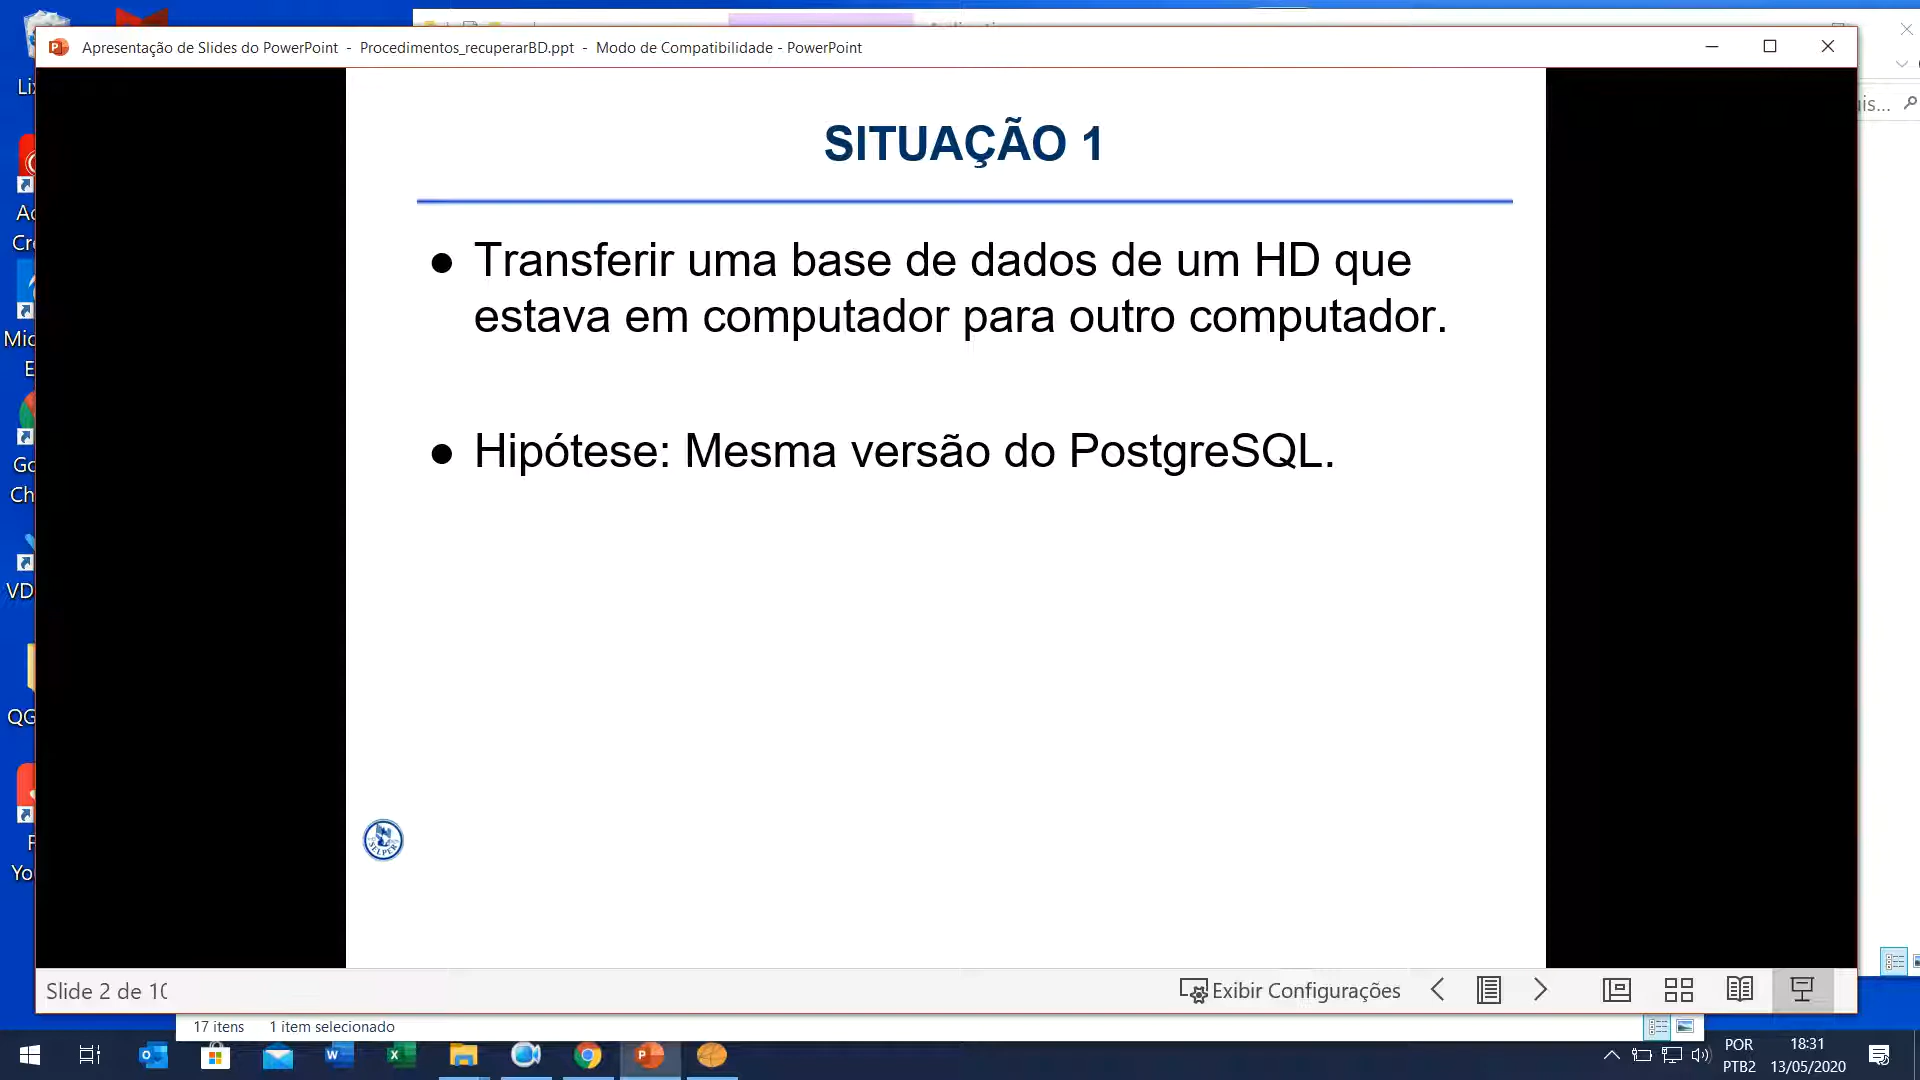 Apresentação de Slides do PowerPoint - Procedimentos_recuperarBD.ppt - Modo de Compatibilidade - PowerPoint
SITUAÇÃO 1
● Transferir uma base de dados de um HD que
estava em computador para outro computador.
● Hipótese: Mesma versão do PostgreSQL.
SELPER
Slide 2 de 10
Exibir Configurações
17 itens 1 item selecionado
POR
PTB2
18:31
13/05/2020